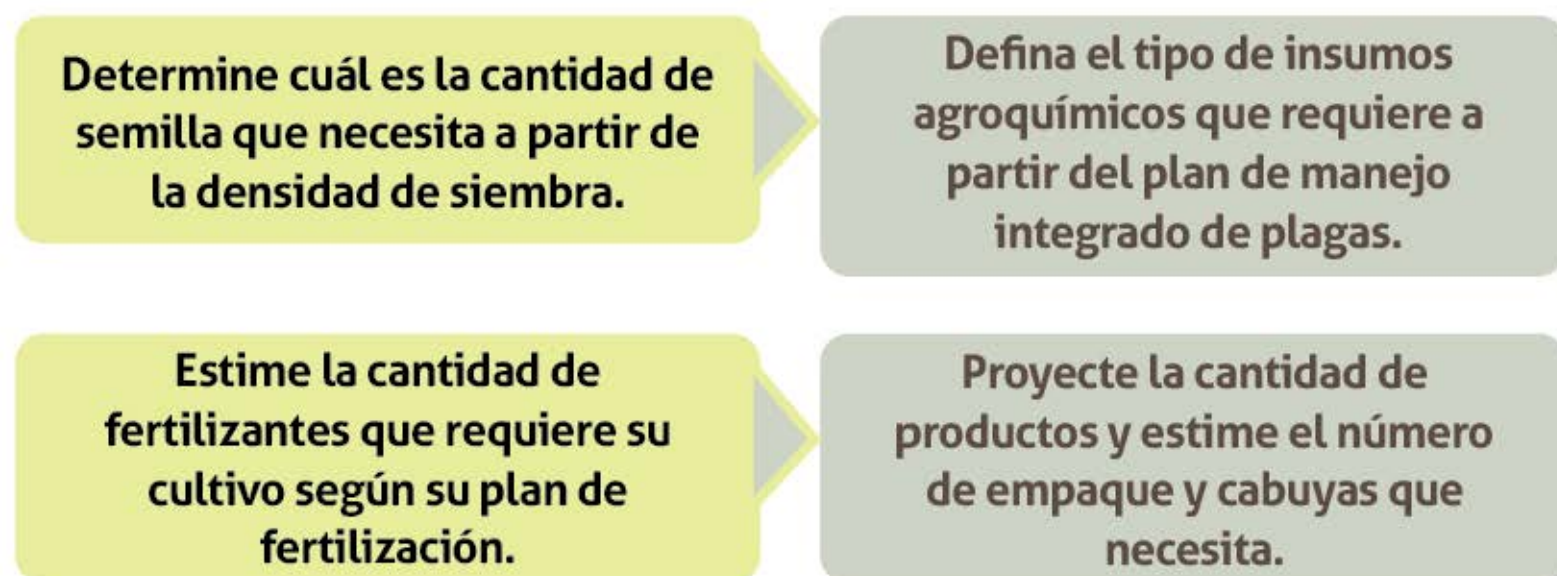 Determine cuál es la cantidad de
semilla que necesita a partir de
la densidad de siembra.
Defina el tipo de insumos
agroquímicos que requiere a
partir del plan de manejo
integrado de plagas.
Estime la cantidad de
fertilizantes que requiere su
cultivo según su plan de
fertilización.
Proyecte la cantidad de
productos y estime el número
de empaque y cabuyas que
necesita.